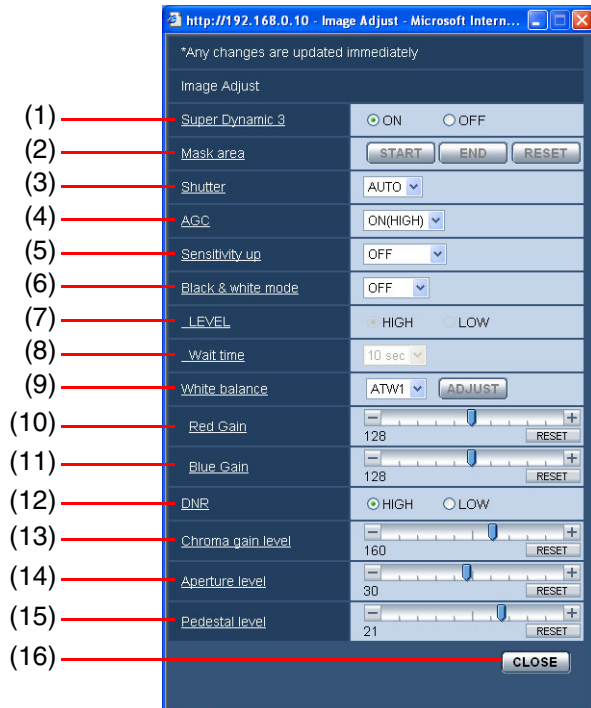 http://192.168.0.10 - Image Adjust - Microsoft Intern...
*Any changes are updated immediately
Image Adjust
(1) Super Dynamic 3 ON OFF
(2) Mask area START END RESET
(3) Shutter AUTO
(4) AGC ON(HIGH)
(5) Sensitivity up OFF
(6) Black & white mode OFF
(7) LEVEL HIGH LOW
(8) Wait time 10 sec
(9) White balance ATW1 ADJUST
(10) Red Gain 128 RESET
(11) Blue Gain 128 RESET
(12) DNR HIGH LOW
(13) Chroma gain level 160 RESET
(14) Aperture level 30 RESET
(15) Pedestal level 21 RESET
(16) CLOSE